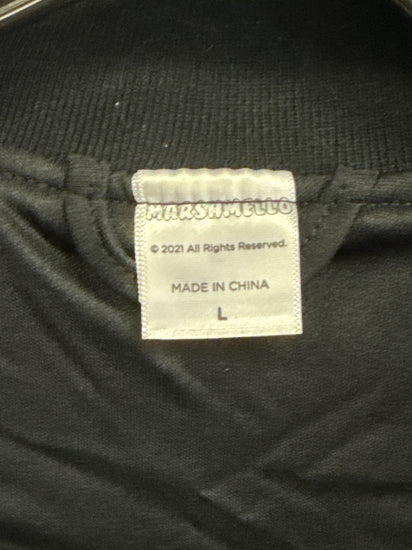 MARSHMELLO
© 2021 All Rights Reserved.
MADE IN CHINA
L